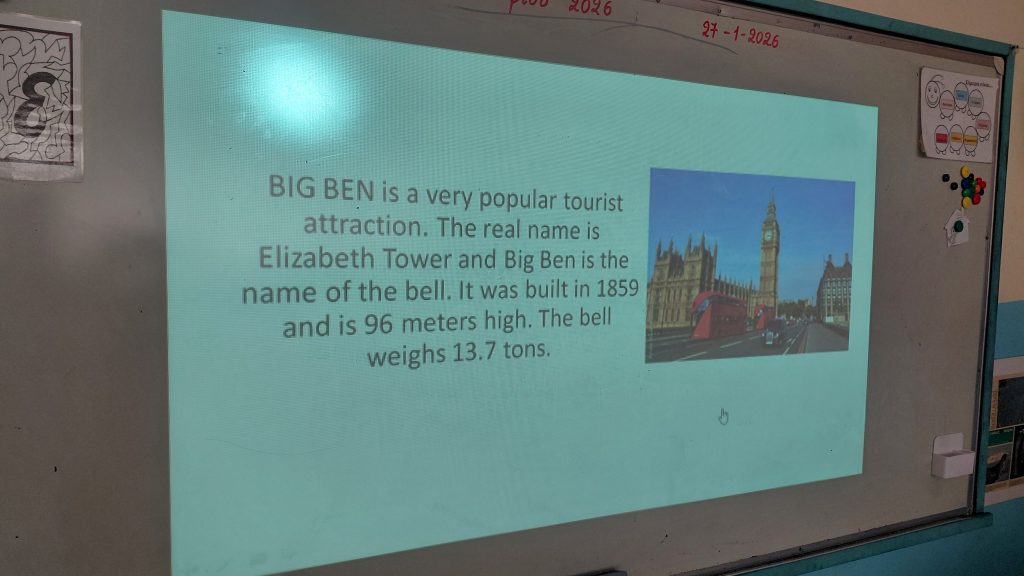 2026
27-1-2026
BIG BEN is a very popular tourist
attraction. The real name is
Elizabeth Tower and Big Ben is the
name of the bell. It was built in 1859
and is 96 meters high. The bell
weighs 13.7 tons.